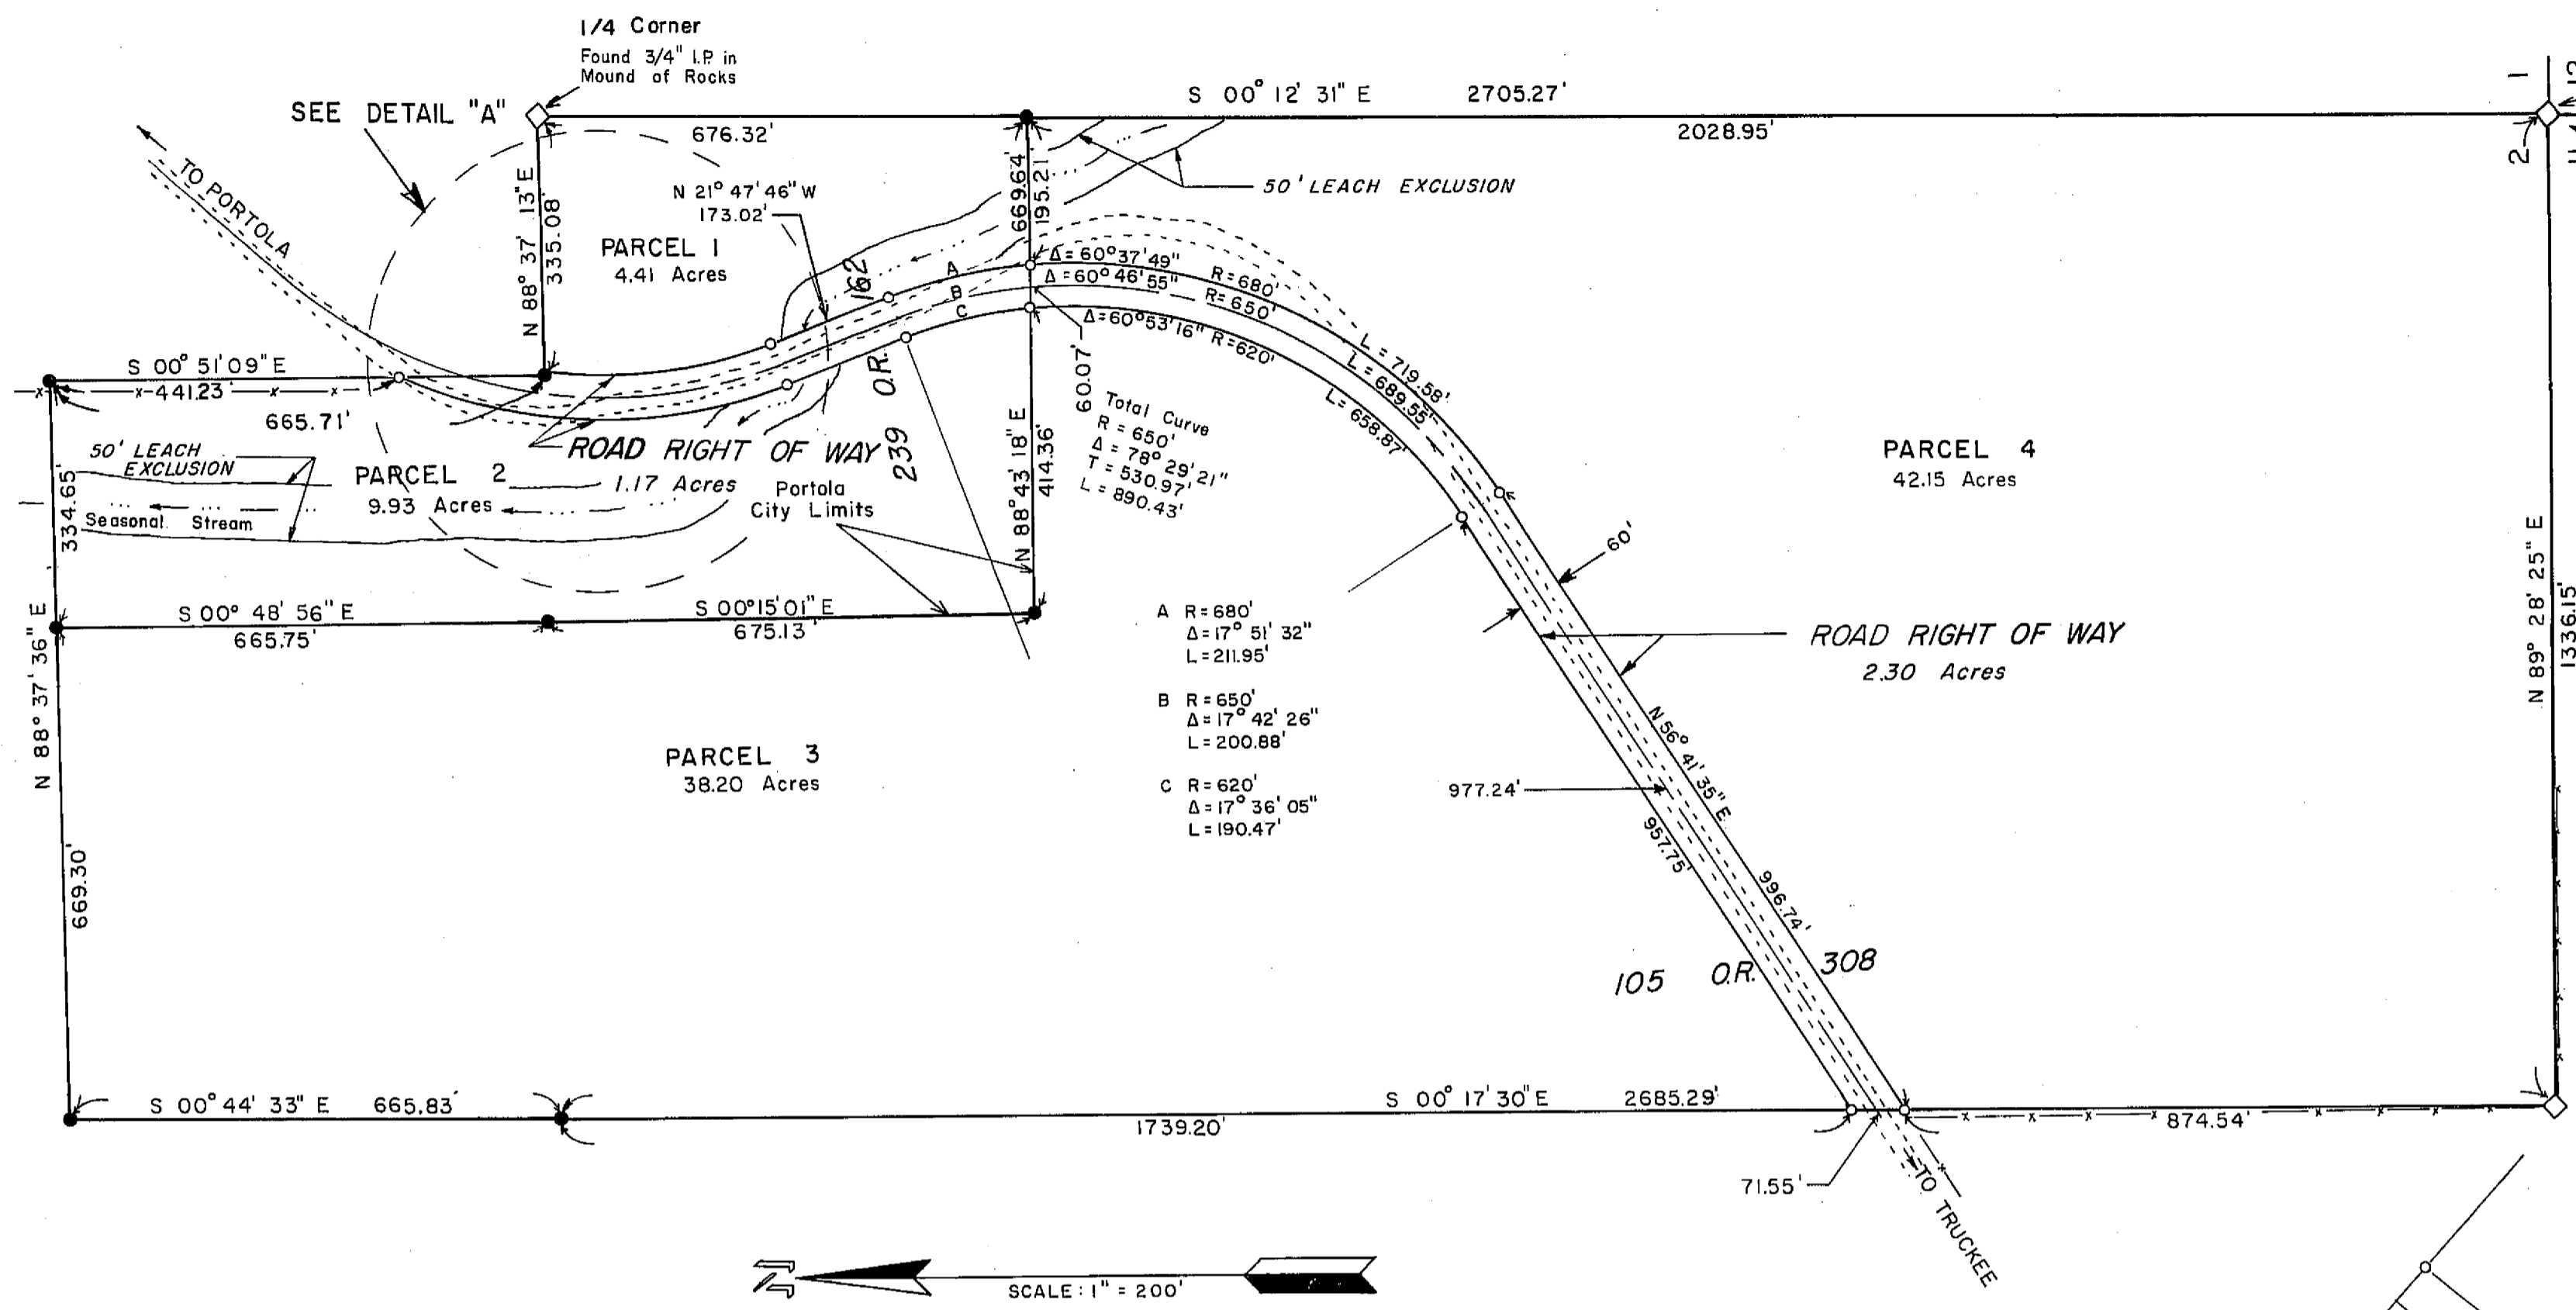 1/4 Corner
Found 3/4" I.P. in
Mound of Rocks
SEE DETAIL "A"
S 00° 12' 31" E 2705.27'
676.32'
2028.95'
1
2
TO PORTOLA
N 88° 37' 13" E
335.08'
PARCEL 1
4.41 Acres
N 21° 47' 46" W
173.02'
669.64'
195.21
50' LEACH EXCLUSION
162
239 O.R.
A
B
C
Δ= 60° 37' 49" R= 680'
Δ= 60° 46' 55" R= 650'
Δ=60° 53' 16" R=620'
L= 719.58'
L= 689.55'
L= 658.87'
60.07'
Total Curve
R = 650'
Δ = 78° 29' 21"
T = 530.97'
L = 890.43'
S 00° 51' 09" E
441.23'
665.71'
50' LEACH
EXCLUSION
PARCEL 2
9.93 Acres
ROAD RIGHT OF WAY
1.17 Acres
Portola
City Limits
Seasonal Stream
334.65'
N 88° 43' 18" E
414.36'
PARCEL 4
42.15 Acres
60'
S 00° 48' 56" E
665.75'
S 00° 15' 01" E
675.13'
N 88° 37' 36" E
669.30'
A R= 680'
Δ= 17° 51' 32"
L= 211.95'
B R= 650'
Δ= 17° 42' 26"
L= 200.88'
C R= 620'
Δ= 17° 36' 05"
L= 190.47'
ROAD RIGHT OF WAY
2.30 Acres
N 89° 28' 25" E
1336.15'
PARCEL 3
38.20 Acres
N 56° 41' 35" E
977.24'
957.75'
996.74'
105 O.R. 308
S 00° 44' 33" E 665.83'
S 00° 17' 30" E 2685.29'
1739.20'
874.54'
71.55'
TO TRUCKEE
N
SCALE: 1" = 200'